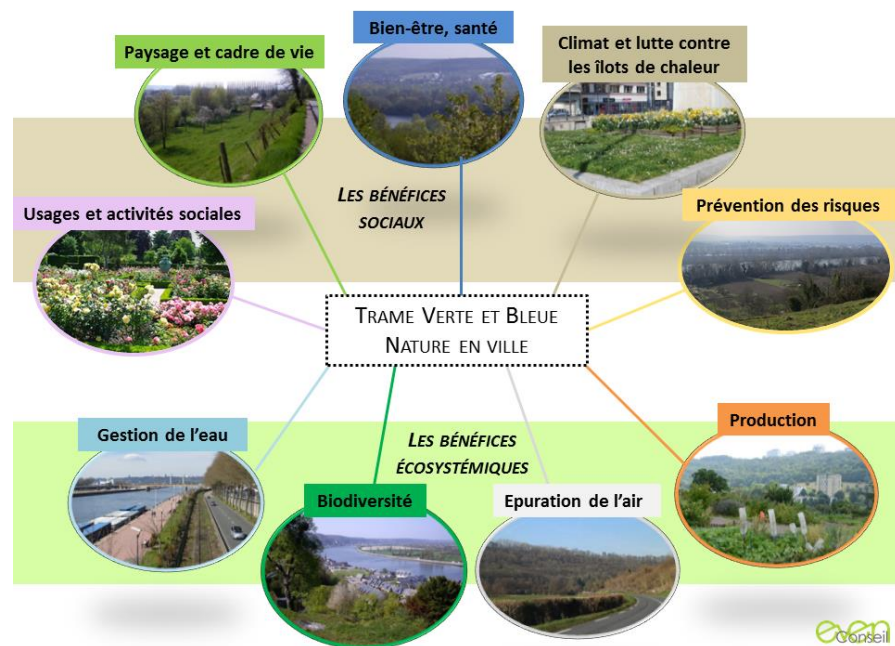 Bien-être, santé
Paysage et cadre de vie
Climat et lutte contre
les îlots de chaleur
Usages et activités sociales
LES BÉNÉFICES
SOCIAUX
Prévention des risques
TRAME VERTE ET BLEUE
NATURE EN VILLE
Gestion de l'eau
LES BÉNÉFICES
ÉCOSYSTÉMIQUES
Production
Biodiversité
Epuration de l'air
even
Conseil